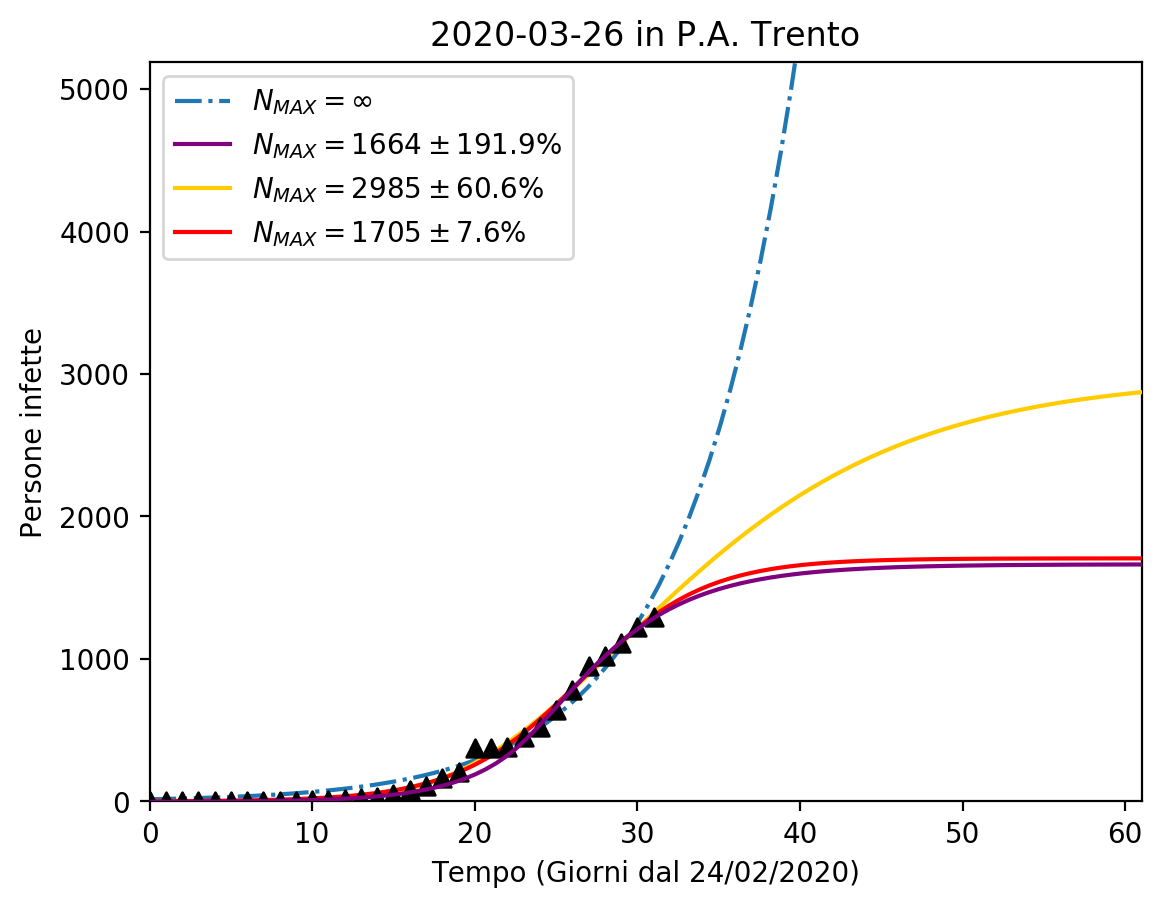 2020-03-26 in P.A. Trento
N_MAX = ∞
N_MAX = 1664 ± 191.9%
N_MAX = 2985 ± 60.6%
N_MAX = 1705 ± 7.6%
5000
4000
3000
2000
1000
0
Persone infette
0 10 20 30 40 50 60
Tempo (Giorni dal 24/02/2020)